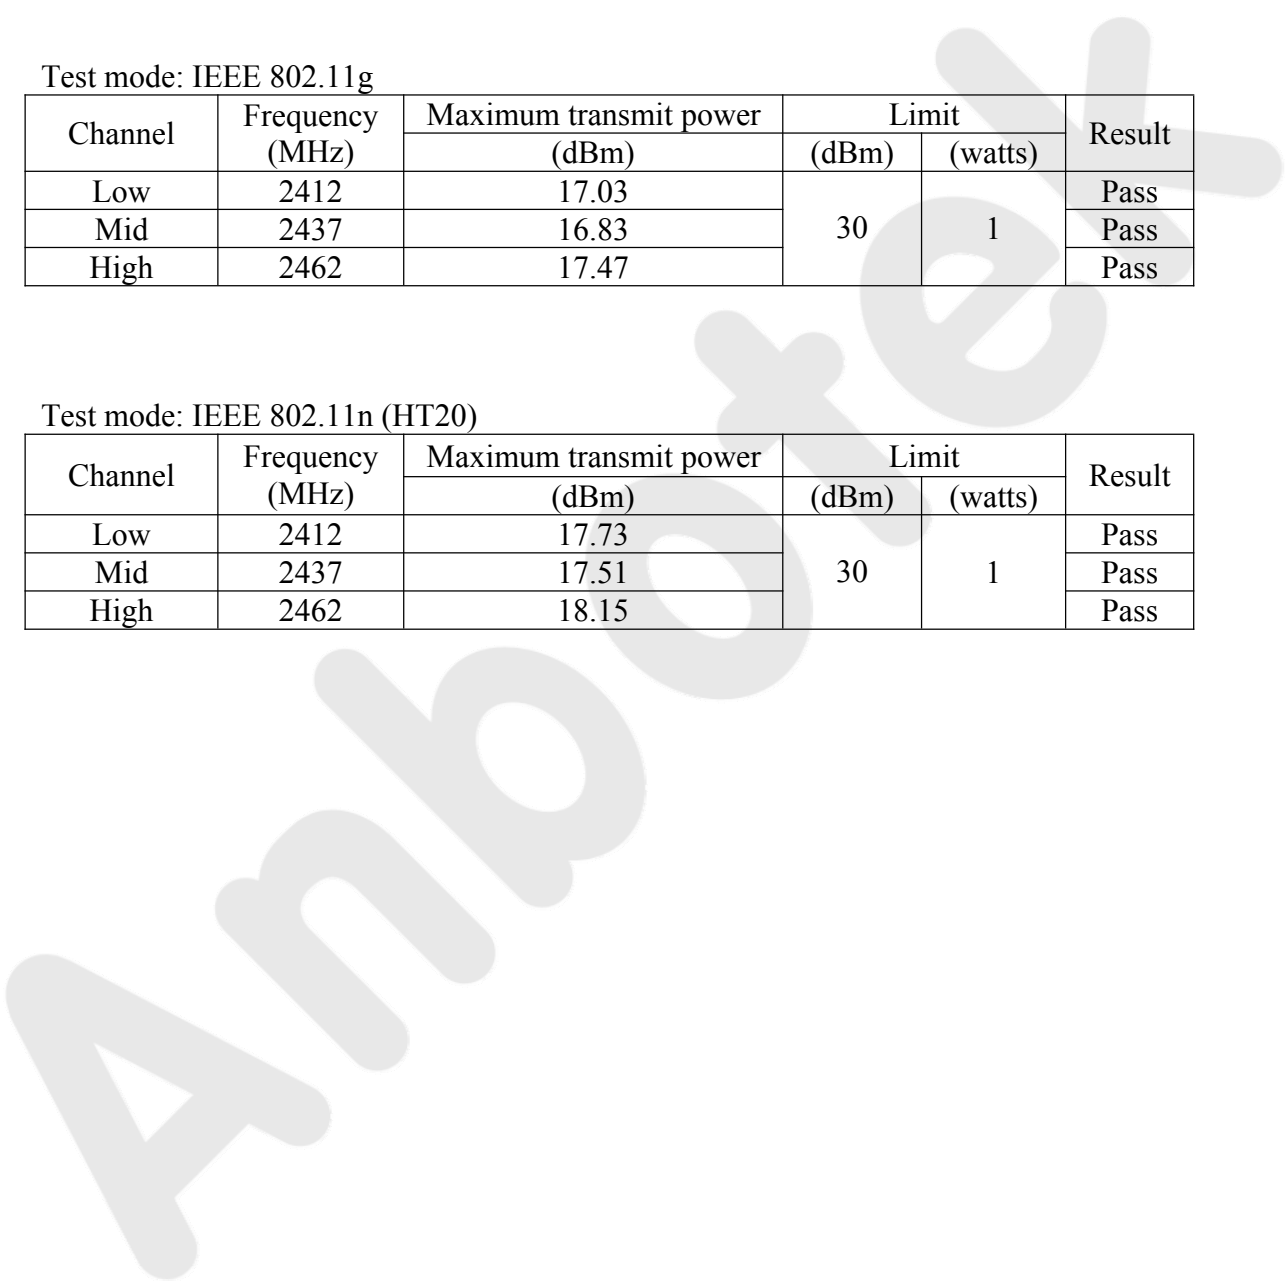 Test mode: IEEE 802.11g
Channel Frequency (MHz) Maximum transmit power Limit Result
(dBm) (dBm) (watts)
Low 2412 17.03 30 1 Pass
Mid 2437 16.83 Pass
High 2462 17.47 Pass
Test mode: IEEE 802.11n (HT20)
Channel Frequency (MHz) Maximum transmit power Limit Result
(dBm) (dBm) (watts)
Low 2412 17.73 30 1 Pass
Mid 2437 17.51 Pass
High 2462 18.15 Pass
Anbotek